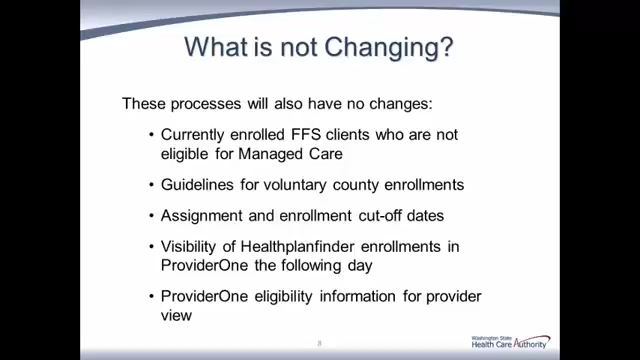 What is not Changing?
These processes will also have no changes:
• Currently enrolled FFS clients who are not
eligible for Managed Care
• Guidelines for voluntary county enrollments
• Assignment and enrollment cut-off dates
• Visibility of Healthplanfinder enrollments in
ProviderOne the following day
• ProviderOne eligibility information for provider
view
8
Washington State
Health Care Authority